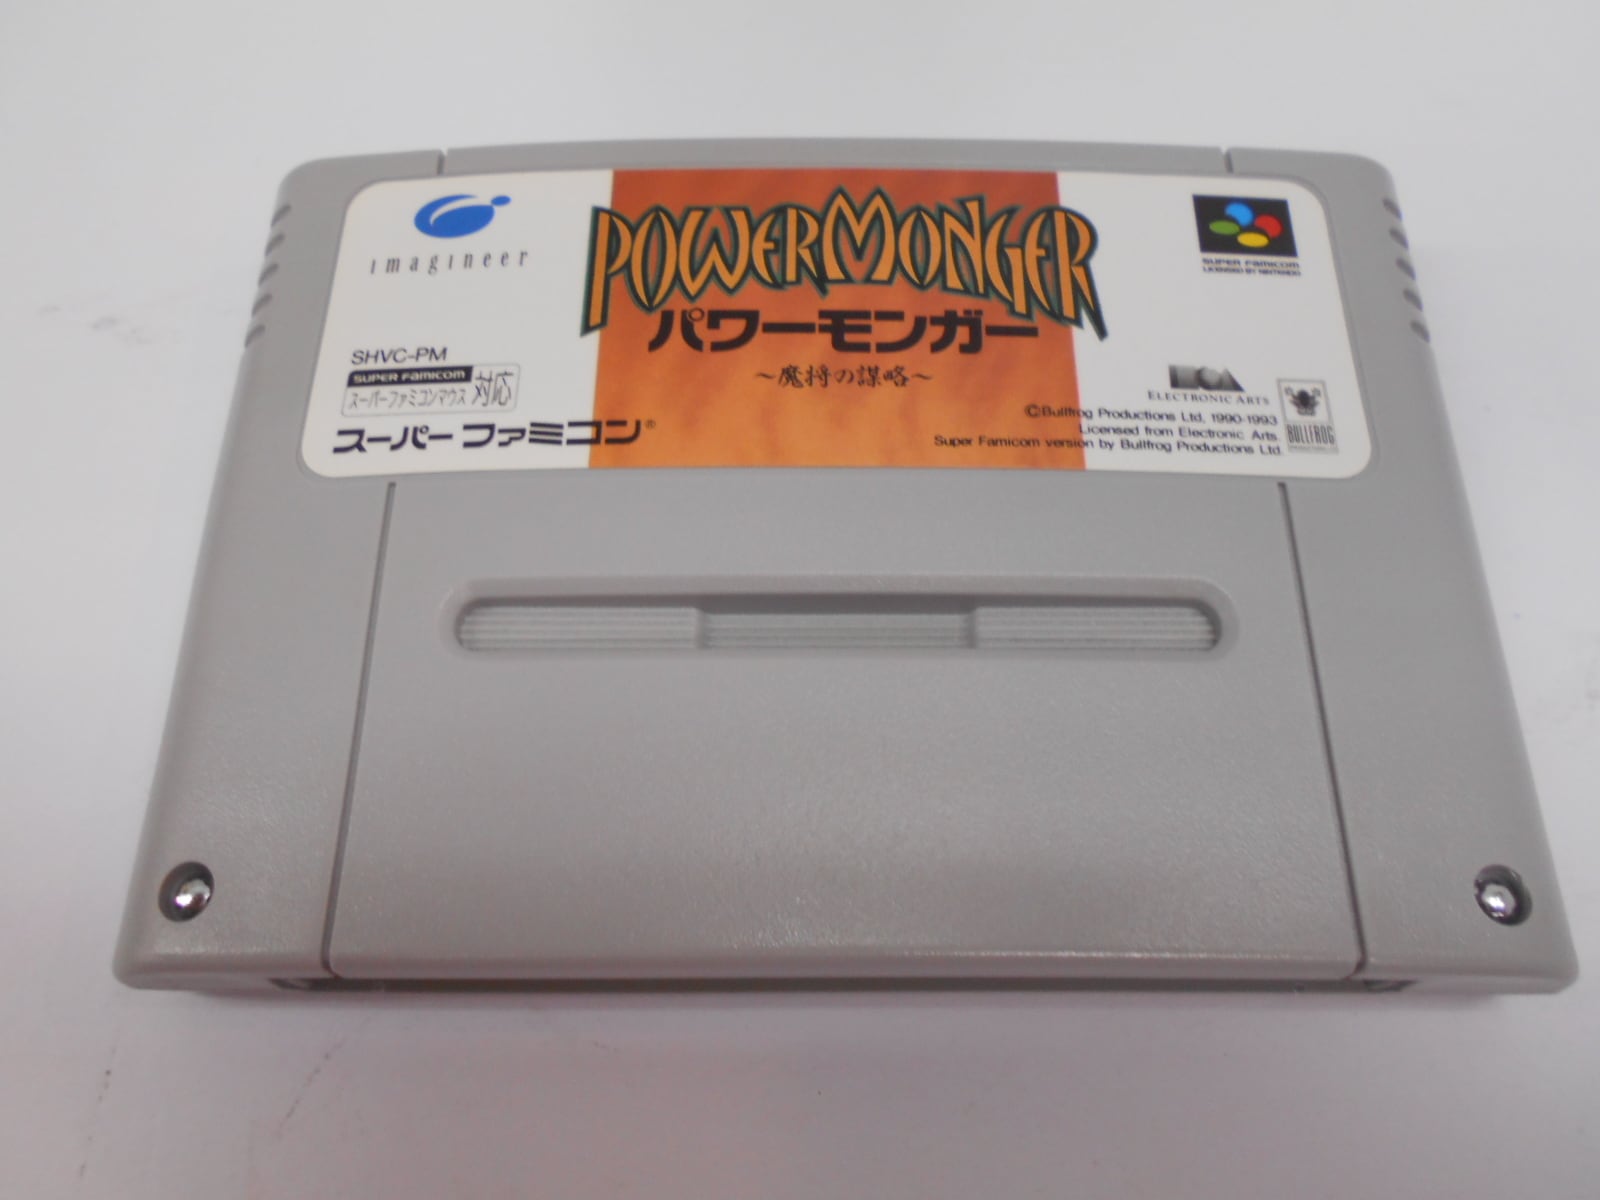 imagineer
POWERMONGER
SUPER FAMICOM
LICENSED BY NINTENDO
パワーモンガー
～魔将の謀略～
SHVC-PM
SUPER FAMICOM
スーパーファミコンマウス 対応
スーパーファミコン®
ELECTRONIC ARTS
©Bullfrog Productions Ltd, 1990-1993
Licensed from Electronic Arts.
Super Famicom version by Bullfrog Productions Ltd.
BULLFROG